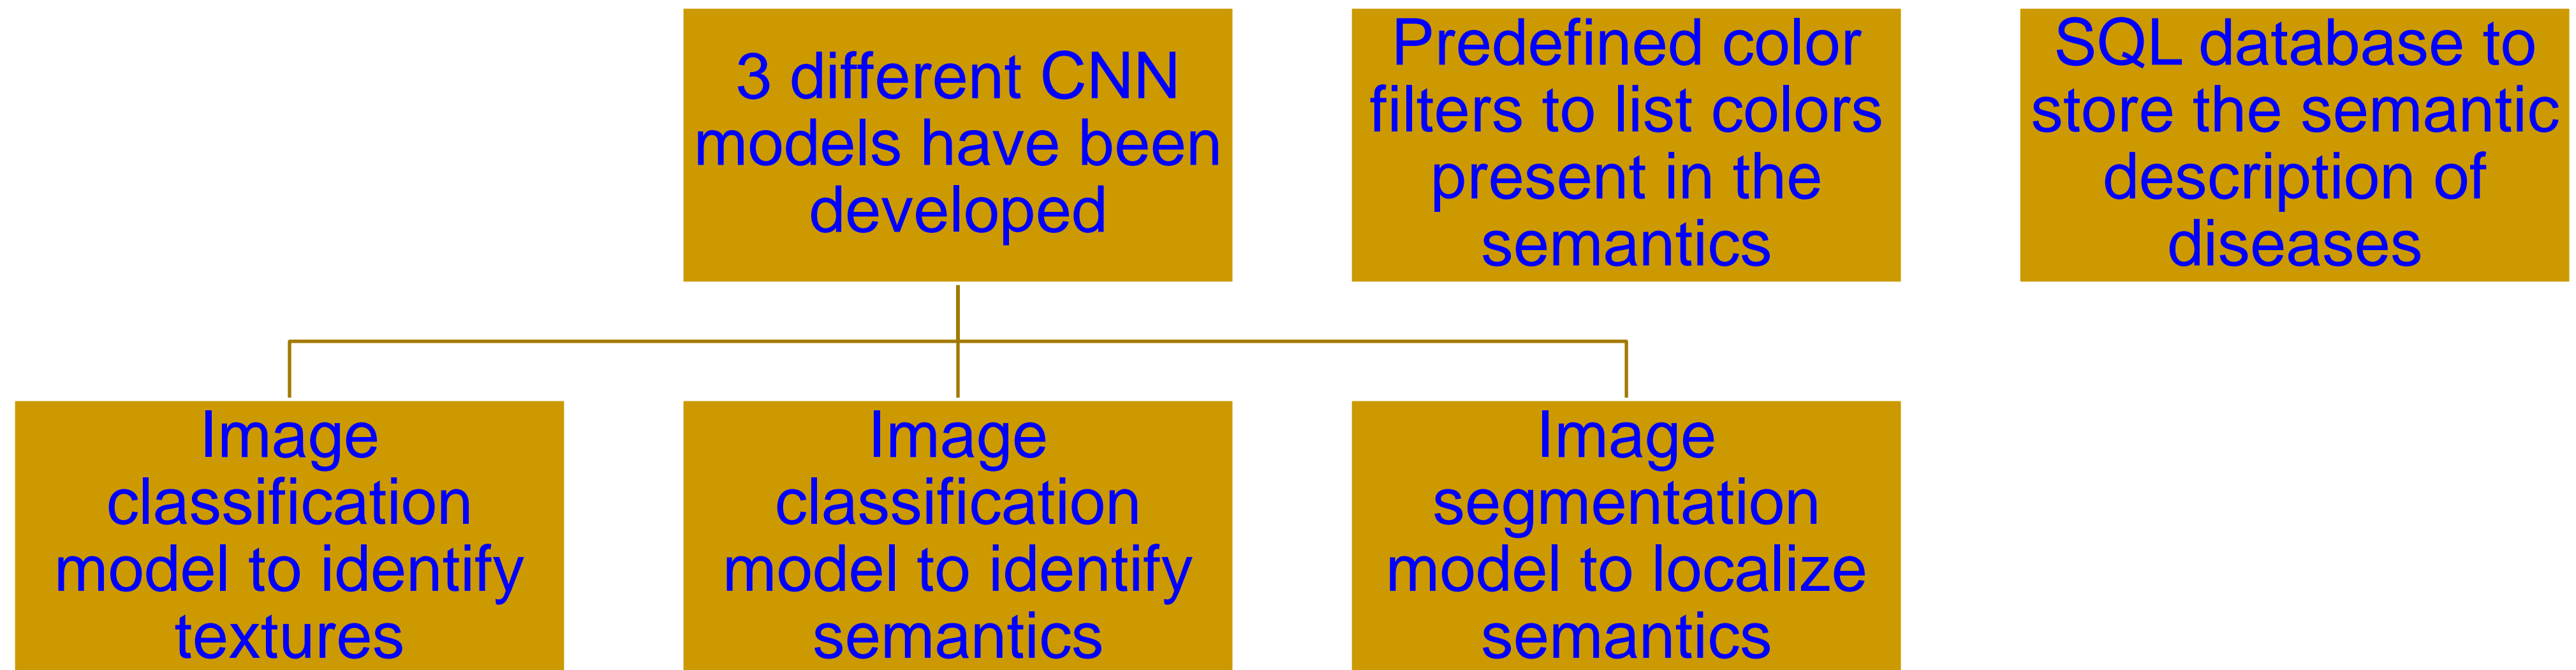 3 different CNN
models have been
developed
Predefined color
filters to list colors
present in the
semantics
SQL database to
store the semantic
description of
diseases
Image
classification
model to identify
textures
Image
classification
model to identify
semantics
Image
segmentation
model to localize
semantics